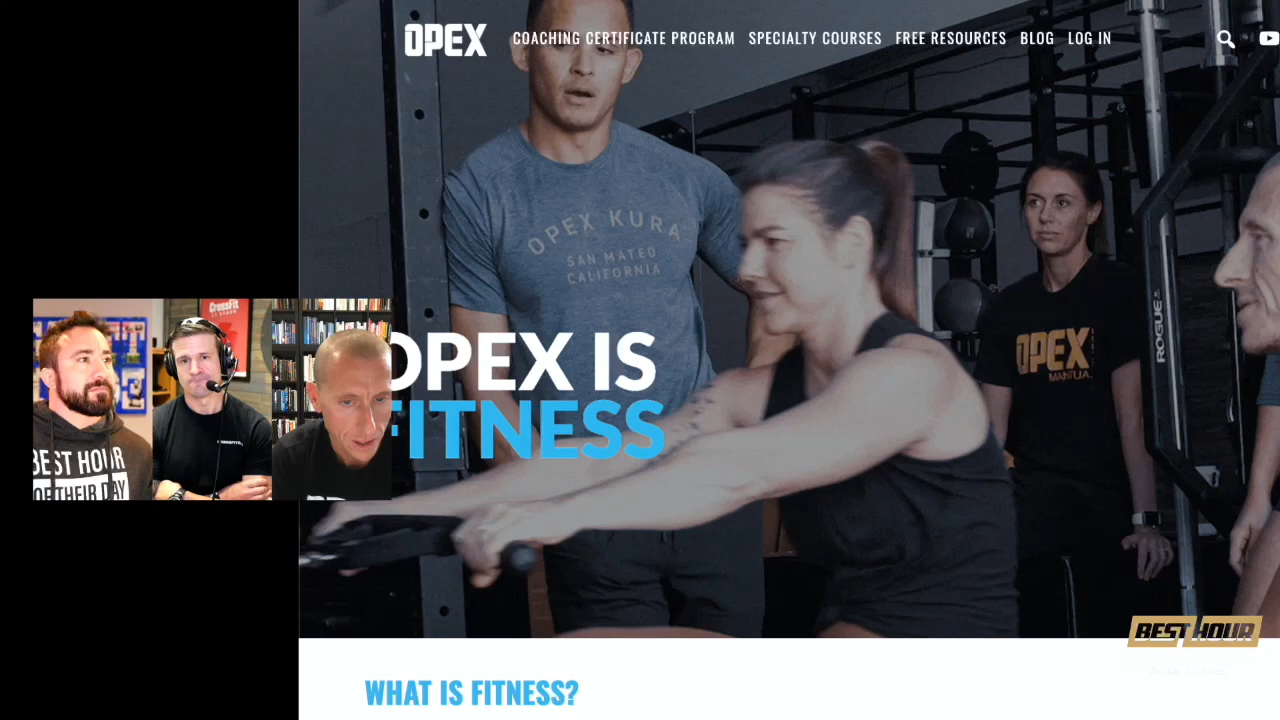 OPEX
COACHING CERTIFICATE PROGRAM SPECIALTY COURSES FREE RESOURCES BLOG LOG IN
OPEX KURA
SAN MATEO
CALIFORNIA
OPEX
MANTUA.
ROGUE
OPEX IS
FITNESS
CrossFit
BEST HOUR
OF THEIR DAY
BEST HOUR
WHAT IS FITNESS?